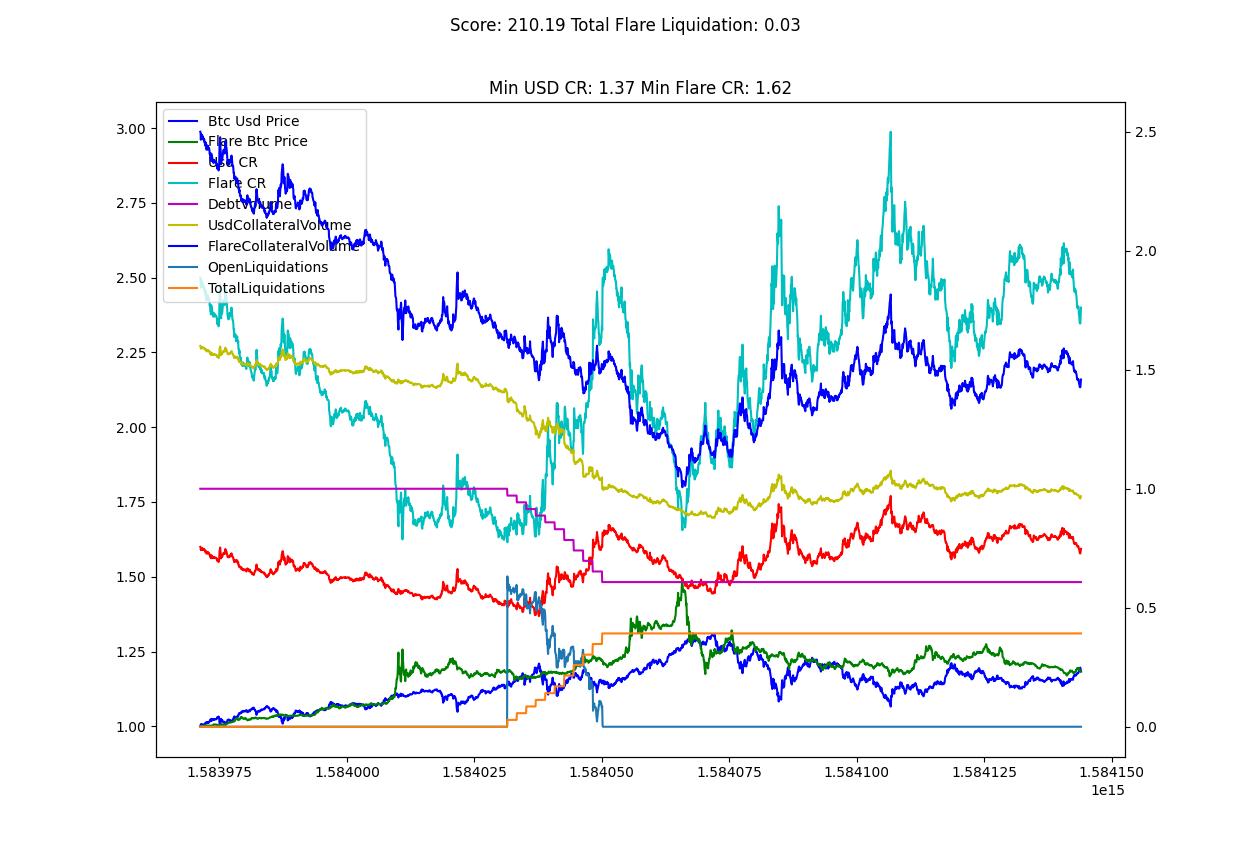 Score: 210.19 Total Flare Liquidation: 0.03
Min USD CR: 1.37 Min Flare CR: 1.62
Btc Usd Price
Flare Btc Price
Usd CR
Flare CR
DebtVolume
UsdCollateralVolume
FlareCollateralVolume
OpenLiquidations
TotalLiquidations
3.00
2.75
2.50
2.25
2.00
1.75
1.50
1.25
1.00
2.5
2.0
1.5
1.0
0.5
0.0
1.583975 1.584000 1.584025 1.584050 1.584075 1.584100 1.584125 1.584150
1e15